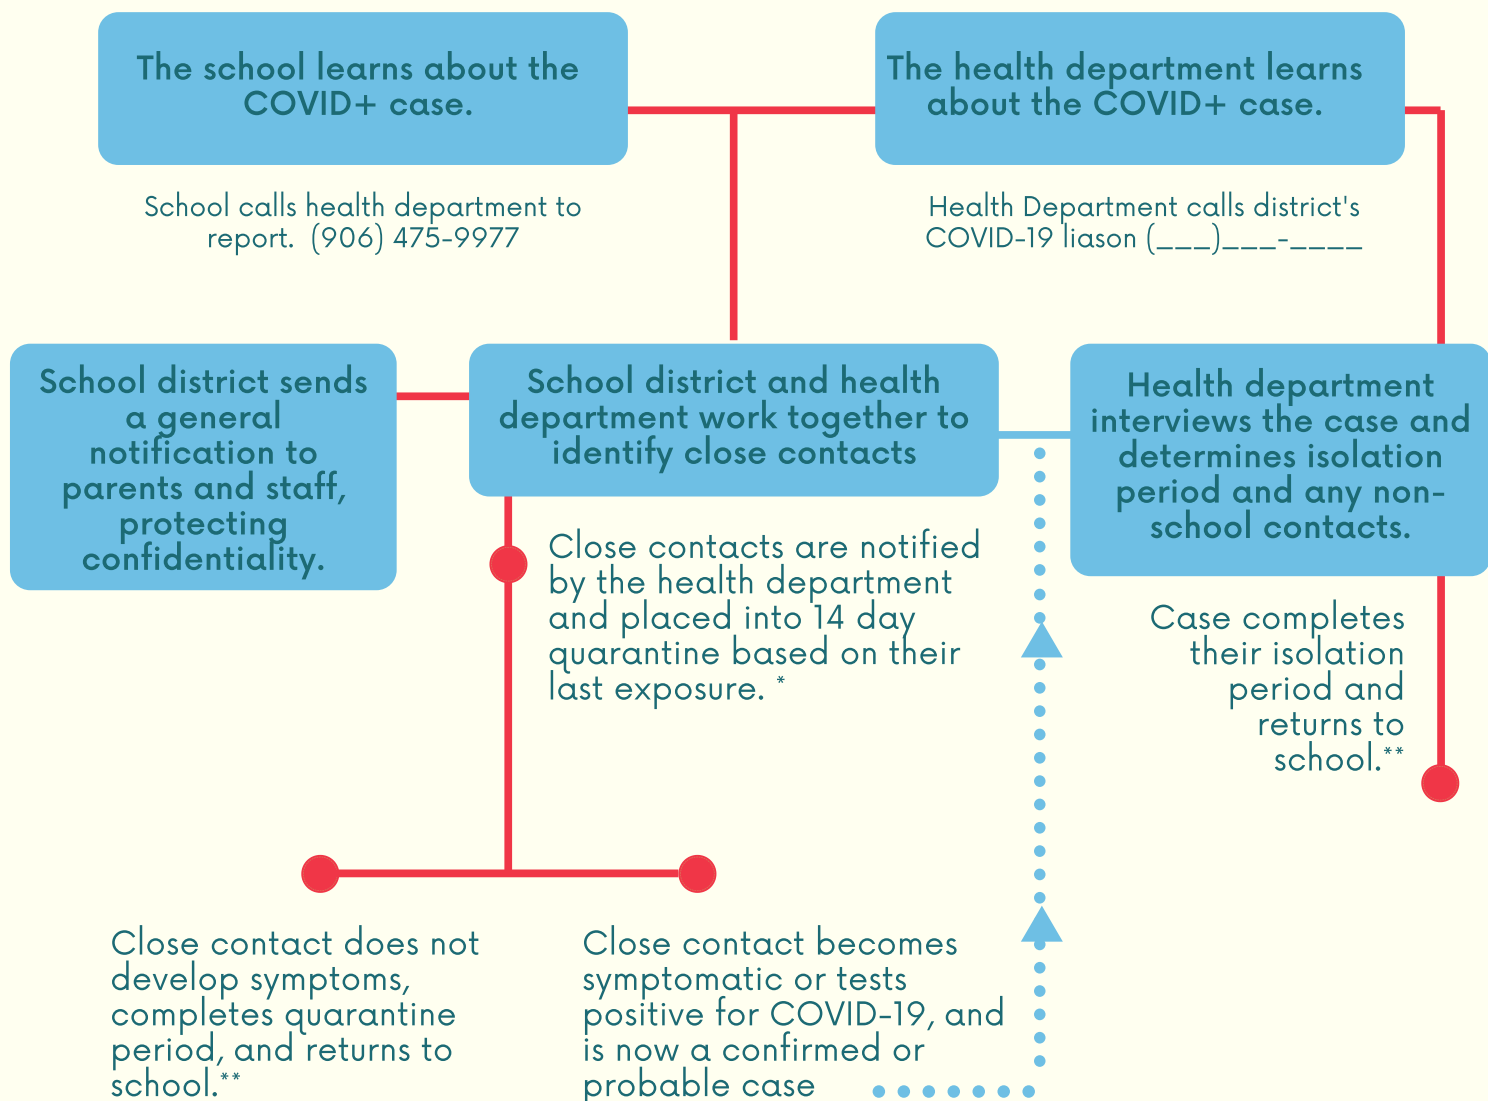 The school learns about the
COVID+ case.
The health department learns
about the COVID+ case.
School calls health department to
report.  (906) 475-9977
Health Department calls district's
COVID-19 liason (___)___-____
School district sends
a general
notification to
parents and staff,
protecting
confidentiality.
School district and health
department work together to
identify close contacts
Health department
interviews the case and
determines isolation
period and any non-
school contacts.
Close contacts are notified
by the health department
and placed into 14 day
quarantine based on their
last exposure. *
Case completes
their isolation
period and
returns to
school.**
Close contact does not
develop symptoms,
completes quarantine
period, and returns to
school.**
Close contact becomes
symptomatic or tests
positive for COVID-19, and
is now a confirmed or
probable case